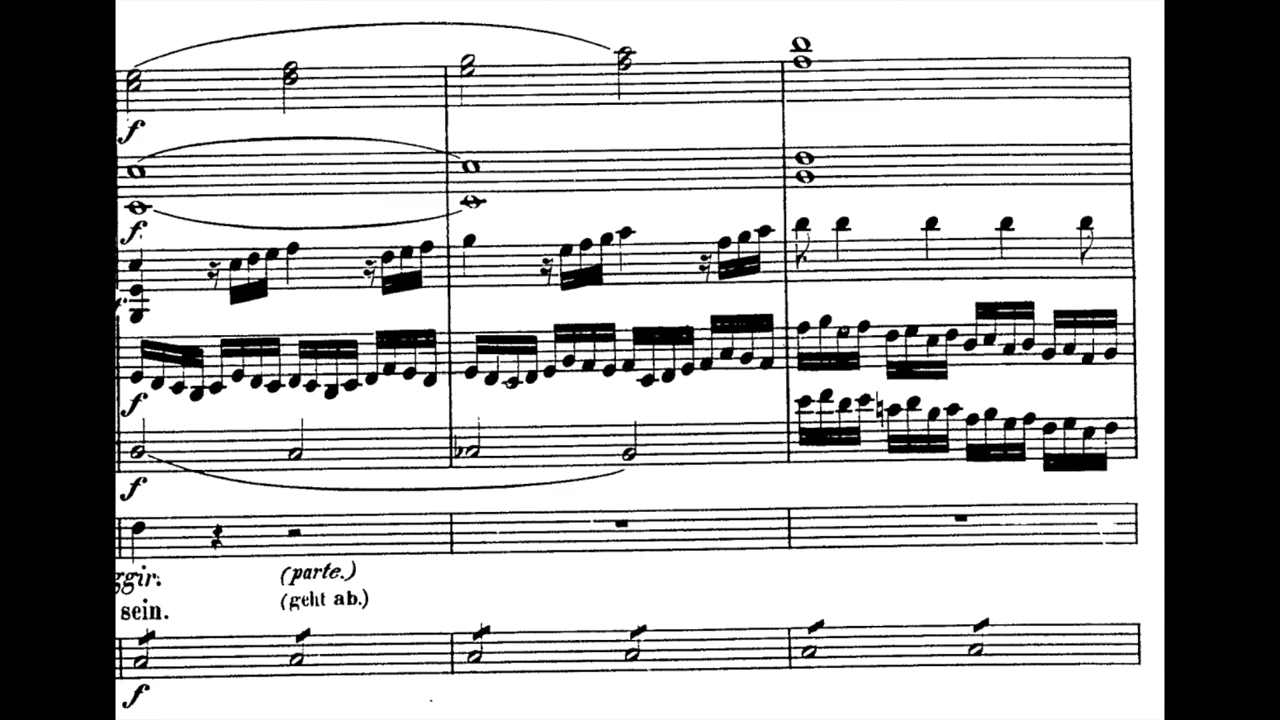 f
f
f
f
f
ggir. (parte.)
sein. (geht ab.)
f